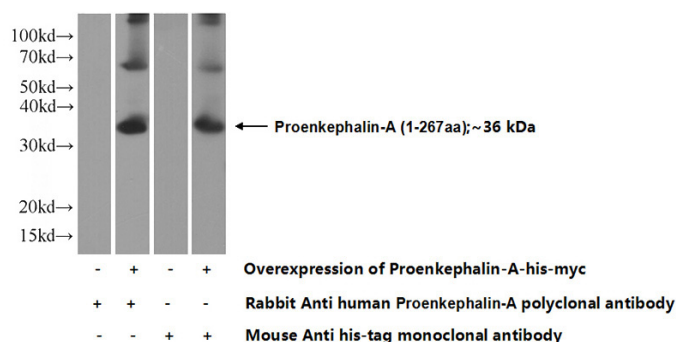 100kd→
70kd→
50kd→
40kd→
Proenkephalin-A (1-267aa);~36 kDa
30kd→
20kd→
15kd→
- + - + Overexpression of Proenkephalin-A-his-myc
+ + - - Rabbit Anti human Proenkephalin-A polyclonal antibody
- - + + Mouse Anti his-tag monoclonal antibody